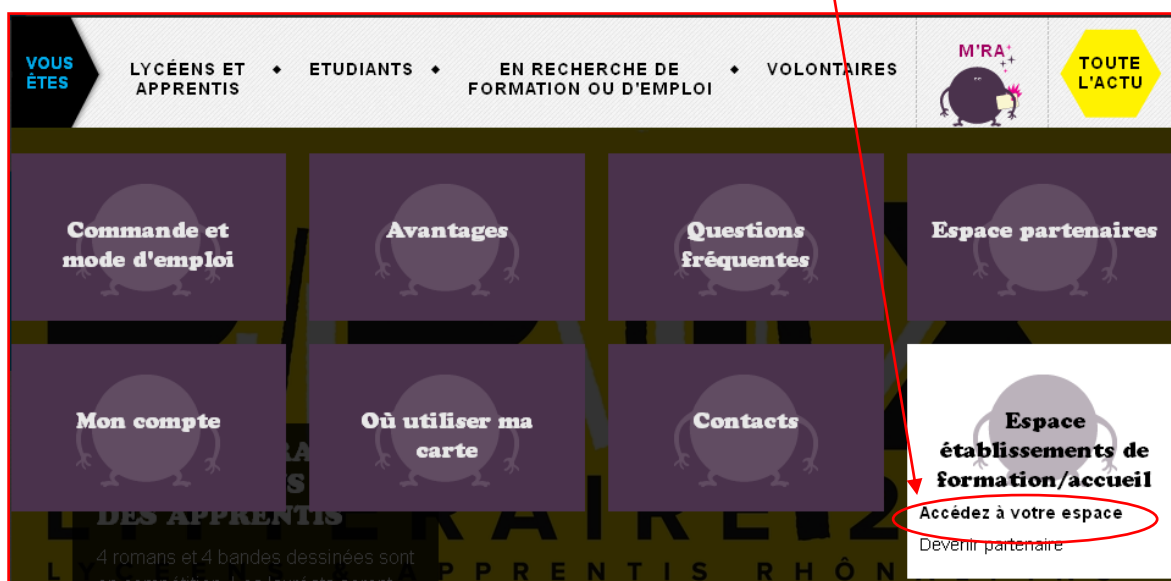 VOUS
ÊTES
LYCÉENS ET
APPRENTIS
ETUDIANTS
EN RECHERCHE DE
FORMATION OU D'EMPLOI
VOLONTAIRES
M'RA
TOUTE
L'ACTU
Commande et
mode d'emploi
Avantages
Questions
fréquentes
Espace partenaires
Mon compte
Où utiliser ma
carte
Contacts
Espace
établissements de
formation/accueil
Accédez à votre espace
Devenir partenaire
DES APPRENTIS
4 romans et 4 bandes dessinées sont